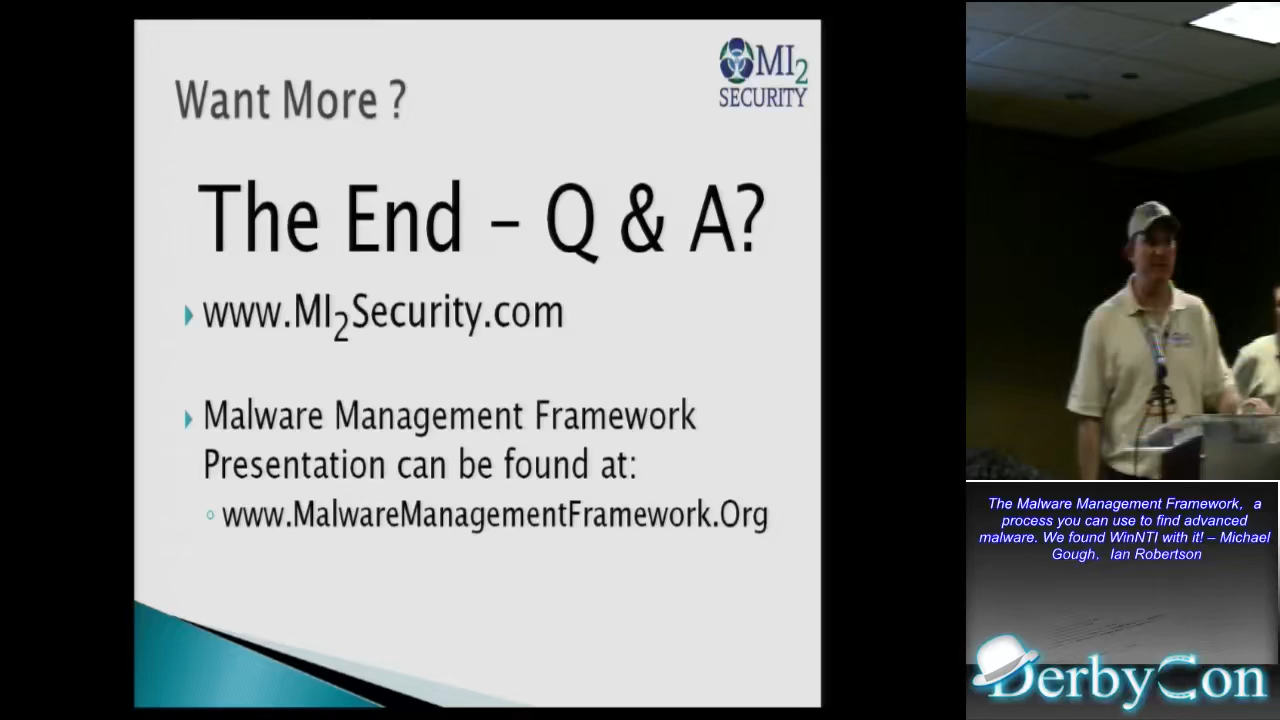 MI2
SECURITY
Want More ?
The End – Q & A?
www.MI2Security.com
Malware Management Framework
Presentation can be found at:
www.MalwareManagementFramework.Org
The Malware Management Framework, a
process you can use to find advanced
malware. We found WinNTI with it! – Michael
Gough, Ian Robertson
DerbyCon